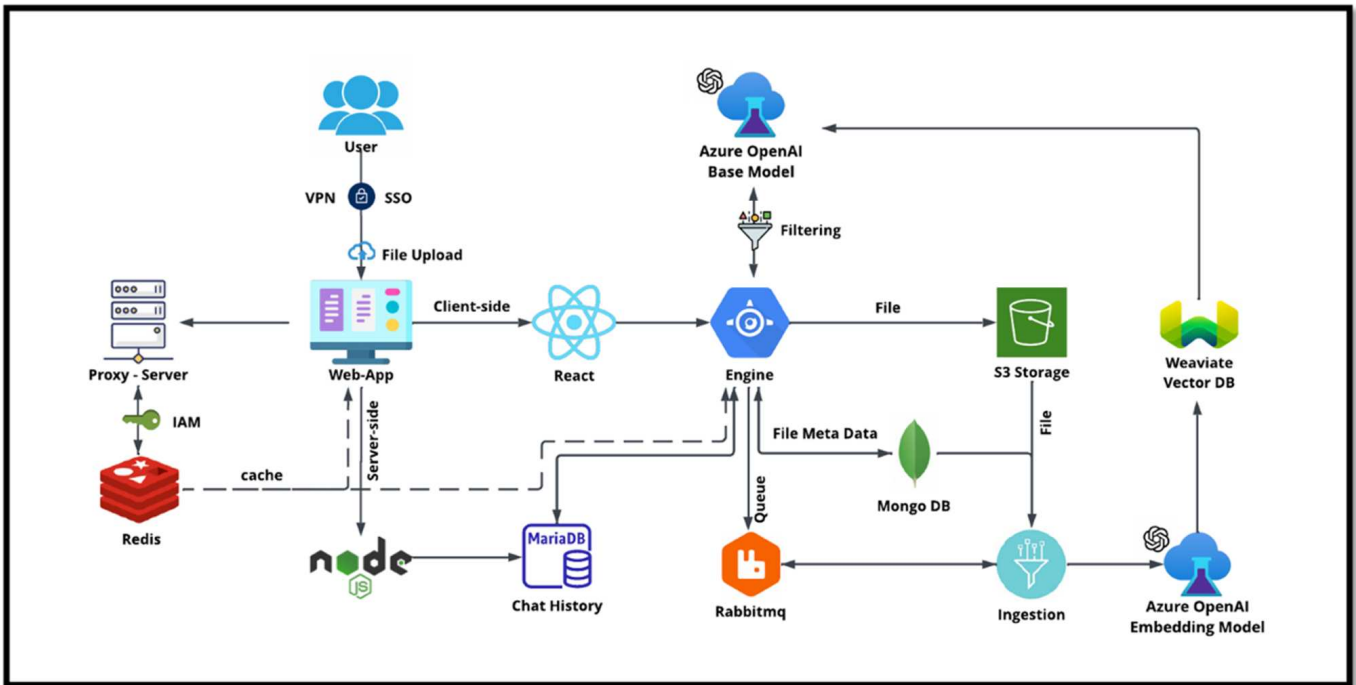 User
VPN
SSO
File Upload
Azure OpenAI
Base Model
Filtering
Proxy - Server
Web-App
Client-side
React
Engine
File
S3 Storage
Weaviate
Vector DB
IAM
Server-side
cache
Redis
File Meta Data
File
Mongo DB
Queue
node
JS
MariaDB
Chat History
Rabbitmq
Ingestion
Azure OpenAI
Embedding Model